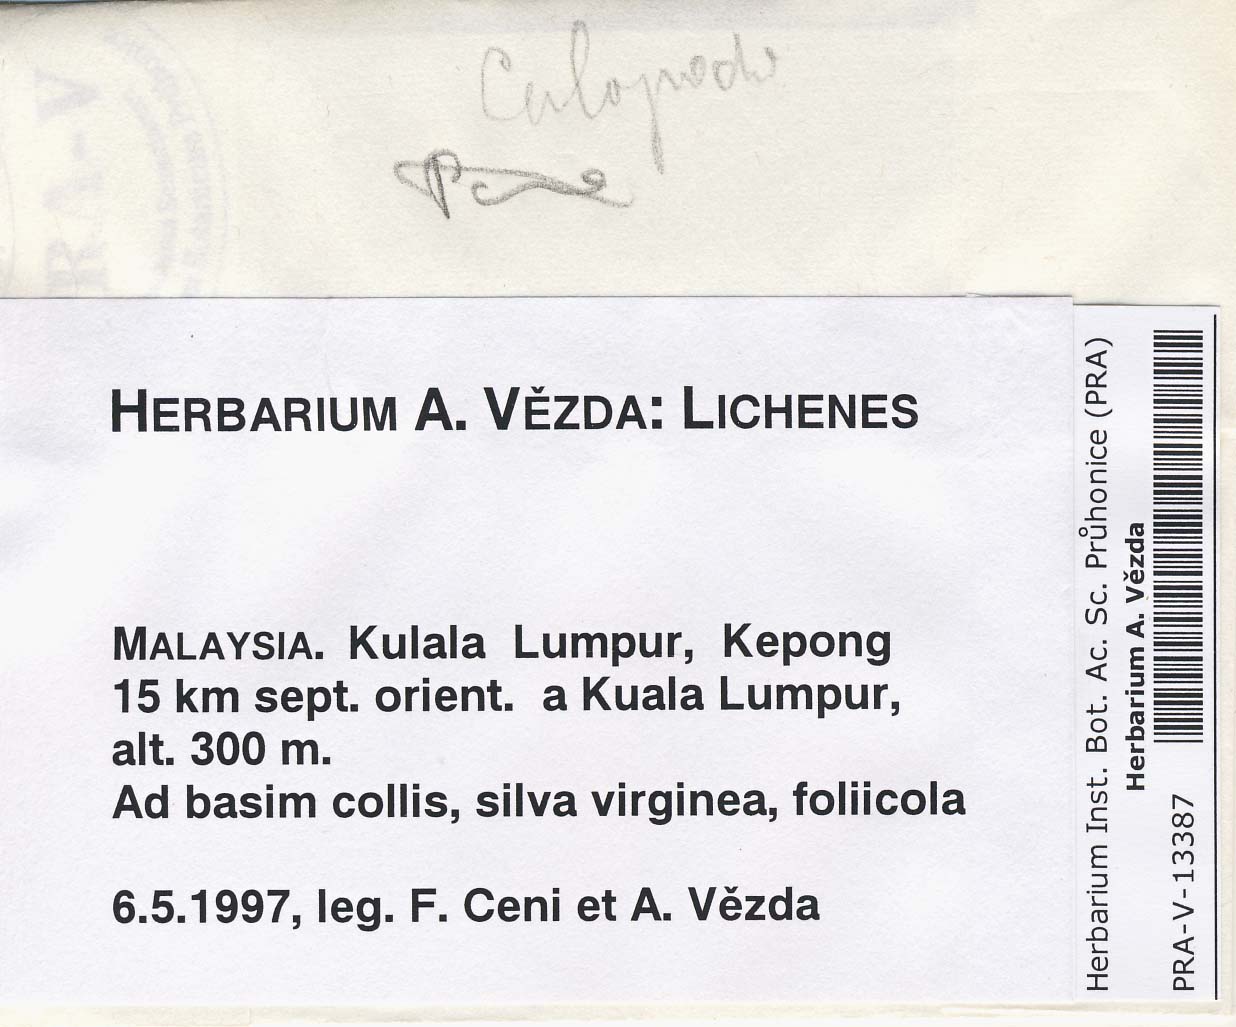 HERBARIUM A. VĚZDA: LICHENES
MALAYSIA. Kulala Lumpur, Kepong
15 km sept. orient. a Kuala Lumpur,
alt. 300 m.
Ad basim collis, silva virginea, foliicola
6.5.1997, leg. F. Ceni et A. Vězda
Herbarium Inst. Bot. Ac. Sc. Průhonice (PRA)
Herbarium A. Vězda
PRA-V-13387